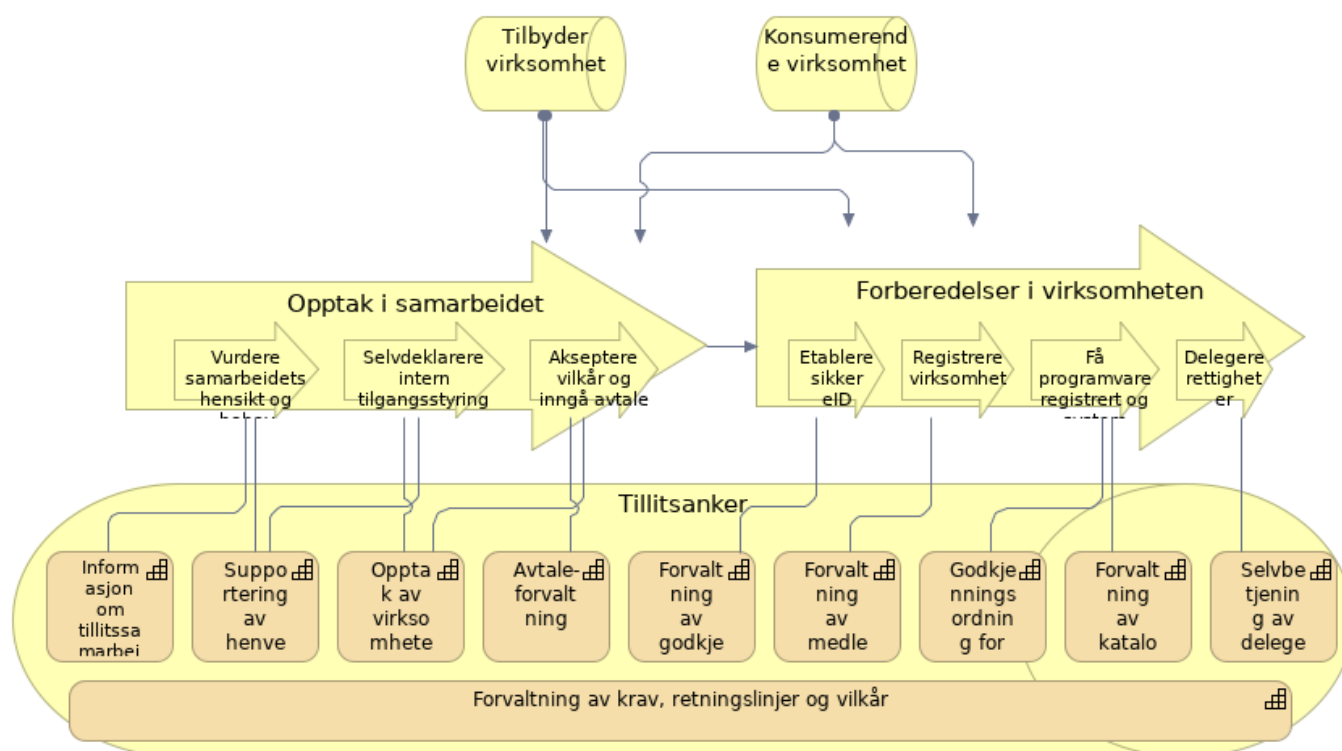 Tilbyder
virksomhet
Konsumerend
e virksomhet
Opptak i samarbeidet
Vurdere
samarbeidets
hensikt og
Selvdeklarere
intern
tilgangsstyring
Akseptere
vilkår og
inngå avtale
Forberedelser i virksomheten
Etablere
sikker
eID
Registrere
virksomhet
Få
programvare
registrert og
system
Delegere
rettighet
er
Tillitsanker
Inform
asjon
om
tillitssa
marbei
Suppo
rtering
av
henve
Oppta
k av
virkso
mhete
Avtale-
forvalt
ning
Forvalt
ning
av
godkje
Forvalt
ning
av
medle
Godkje
nnings
ordnin
g for
Forvalt
ning
av
katalo
Selvbe
tjenin
g av
delege
Forvaltning av krav, retningslinjer og vilkår